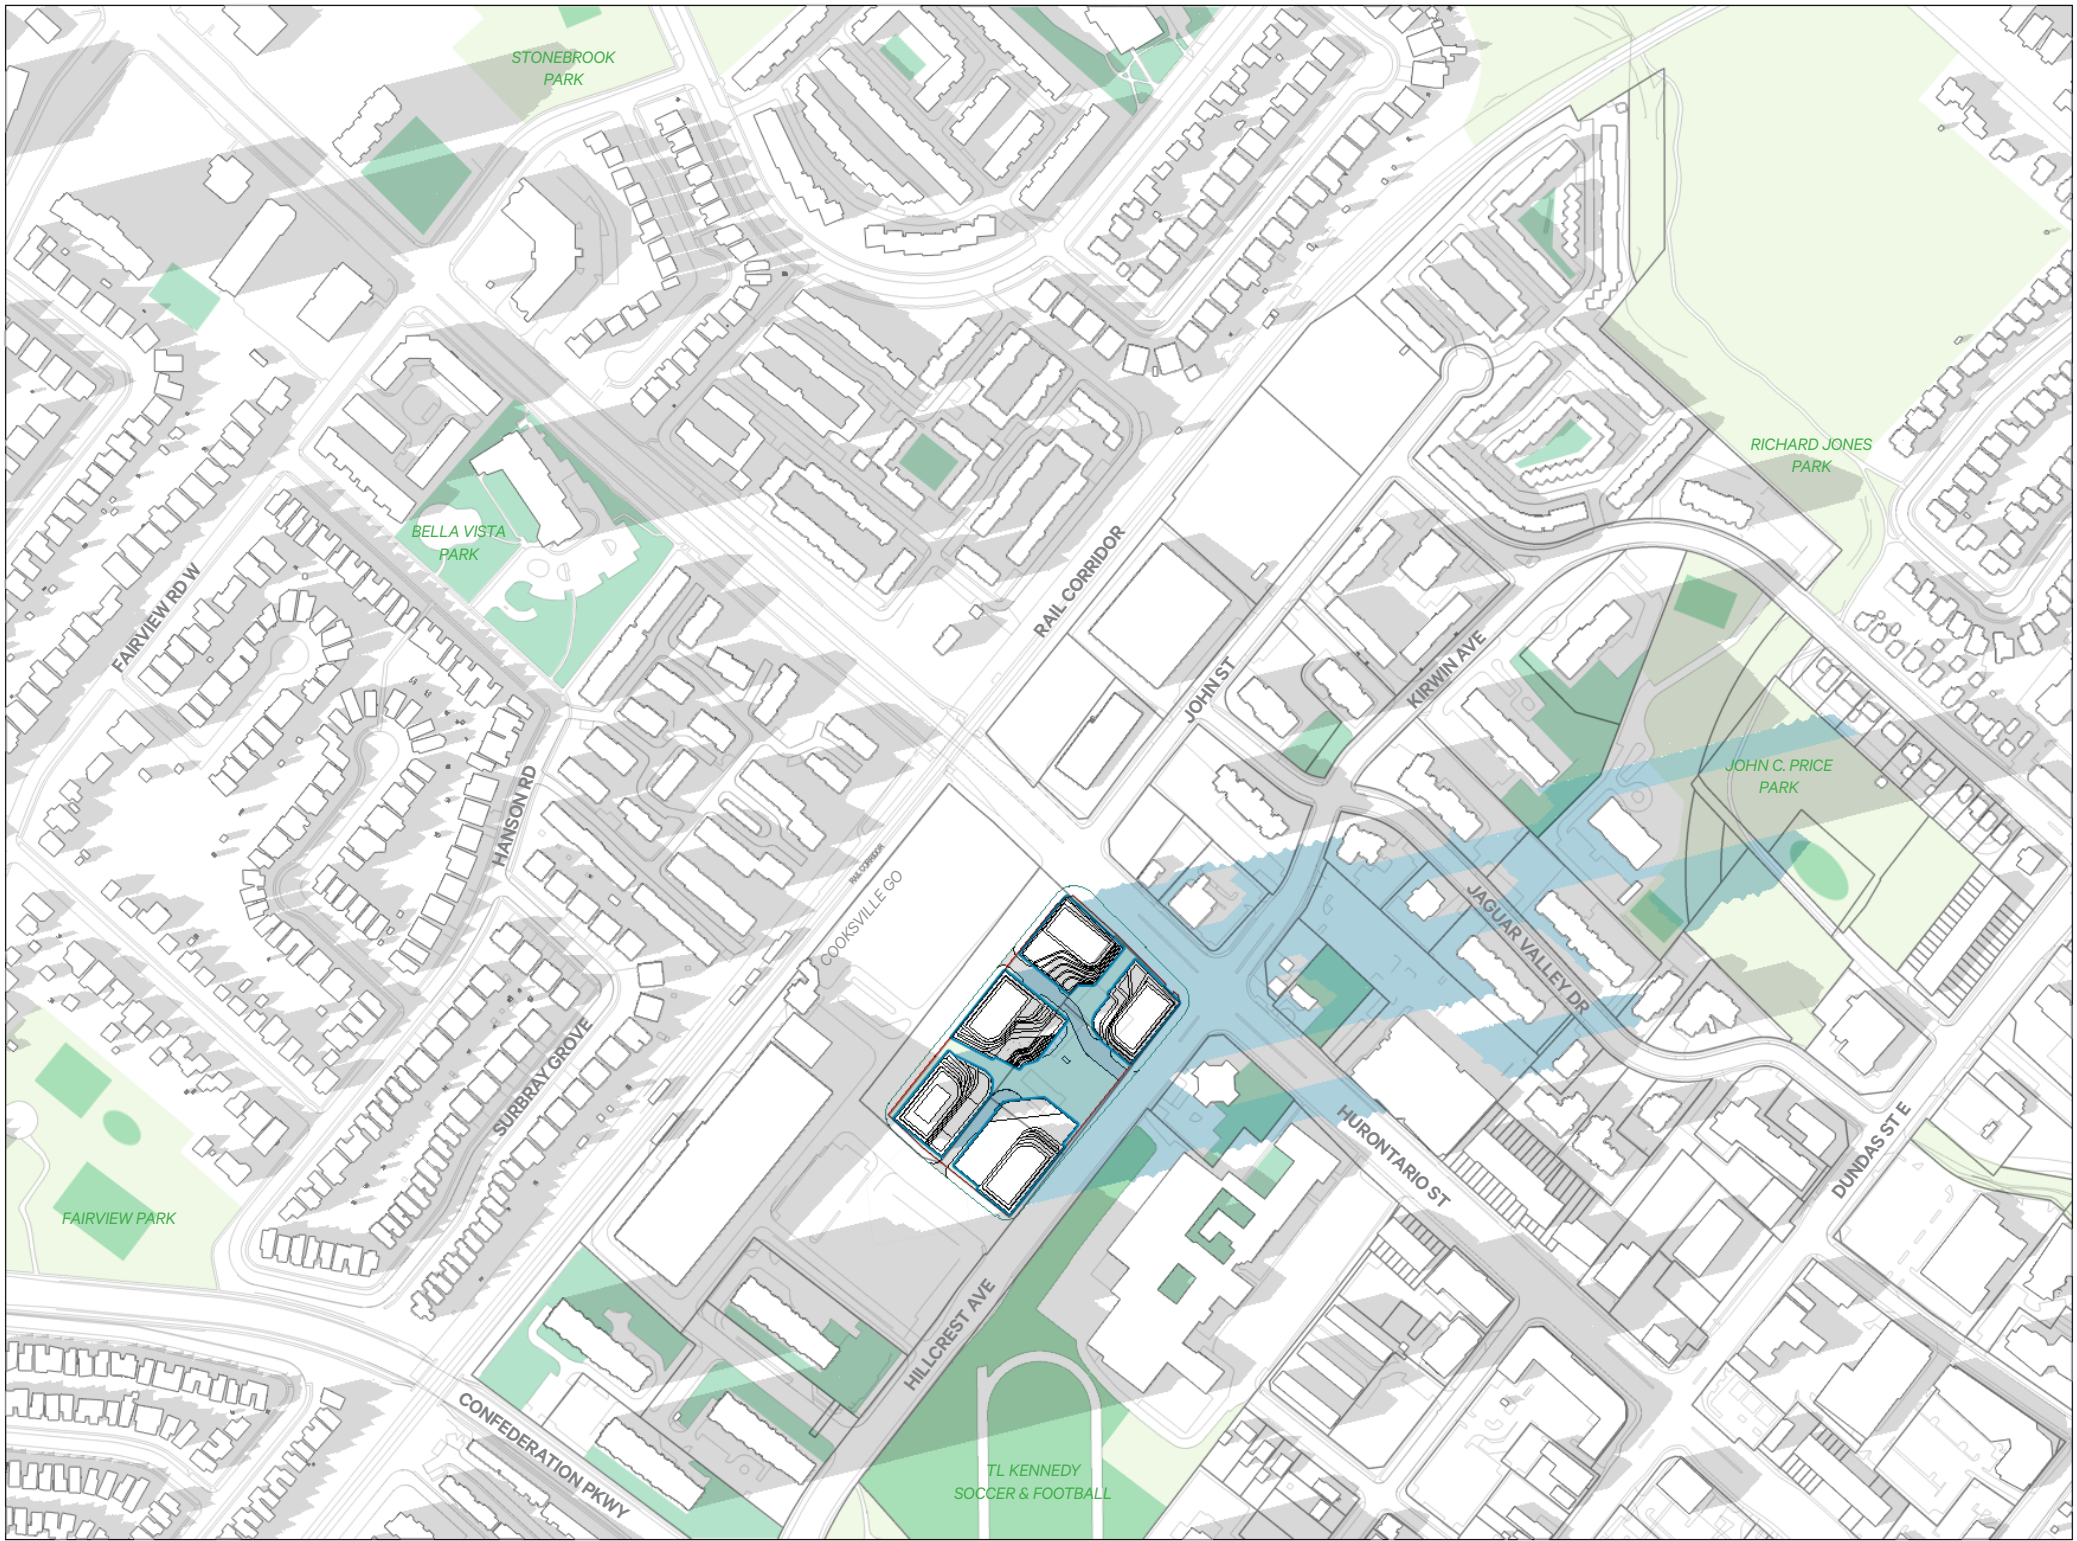 STONEBROOK
PARK
RICHARD JONES
PARK
BELLA VISTA
PARK
FAIRVIEW RD W
RAIL CORRIDOR
JOHN ST
KIRWIN AVE
JOHN C. PRICE
PARK
HANSON RD
RAIL CORRIDOR
COOKSVILLE GO
JAGUAR VALLEY DR
SURBRAY GROVE
HURONTARIO ST
DUNDAS ST E
FAIRVIEW PARK
HILLCREST AVE
CONFEDERATION PKWY
TL KENNEDY
SOCCER & FOOTBALL